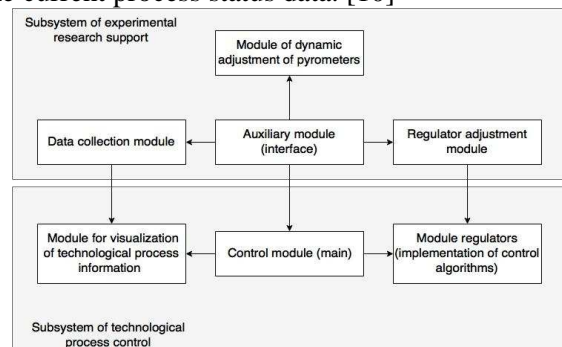 current process status data. [10]
Subsystem of experimental
research support
Module of dynamic
adjustment of pyrometers
Data collection module
Auxiliary module
(interface)
Regulator adjustment
module
Module for visualization
of technological process
information
Control module (main)
Module regulators
(implementation of control
algorithms)
Subsystem of technological
process control